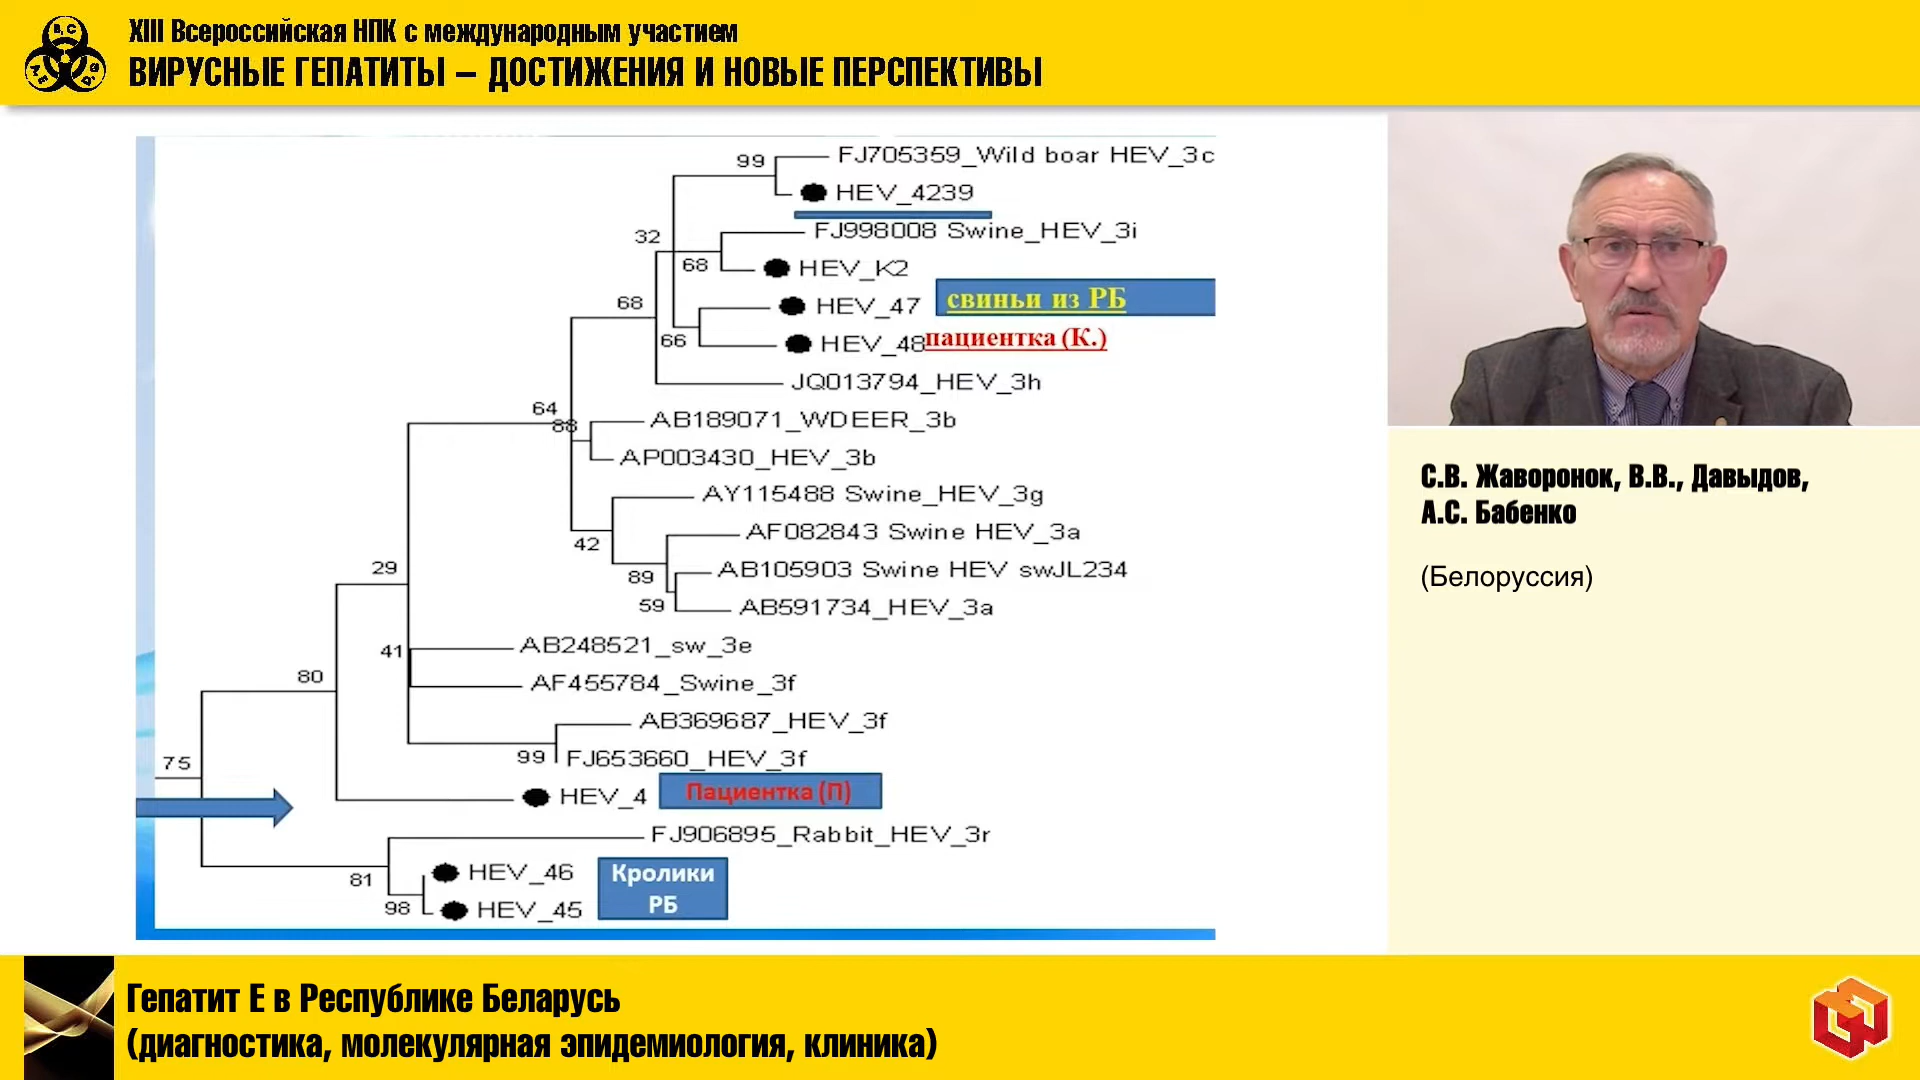 XIII Всероссийская НПК с международным участием
ВИРУСНЫЕ ГЕПАТИТЫ – ДОСТИЖЕНИЯ И НОВЫЕ ПЕРСПЕКТИВЫ
99
FJ705359_Wild boar HEV_3c
HEV_4239
32
FJ998008 Swine_HEV_3i
68
HEV_K2
68
HEV_47
свиньи из РБ
66
HEV_48
пациентка (К.)
JQ013794_HEV_3h
64
88
AB189071_WDEER_3b
AP003430_HEV_3b
AY115488 Swine_HEV_3g
42
AF082843 Swine HEV_3a
89
AB105903 Swine HEV swJL234
59
AB591734_HEV_3a
29
41
AB248521_sw_3e
AF455784_Swine_3f
80
AB369687_HEV_3f
99
FJ653660_HEV_3f
75
HEV_4
Пациентка (П)
FJ906895_Rabbit_HEV_3r
81
HEV_46
98
HEV_45
Кролики
РБ
С.В. Жаворонок, В.В., Давыдов,
А.С. Бабенко
(Белоруссия)
Гепатит Е в Республике Беларусь
(диагностика, молекулярная эпидемиология, клиника)